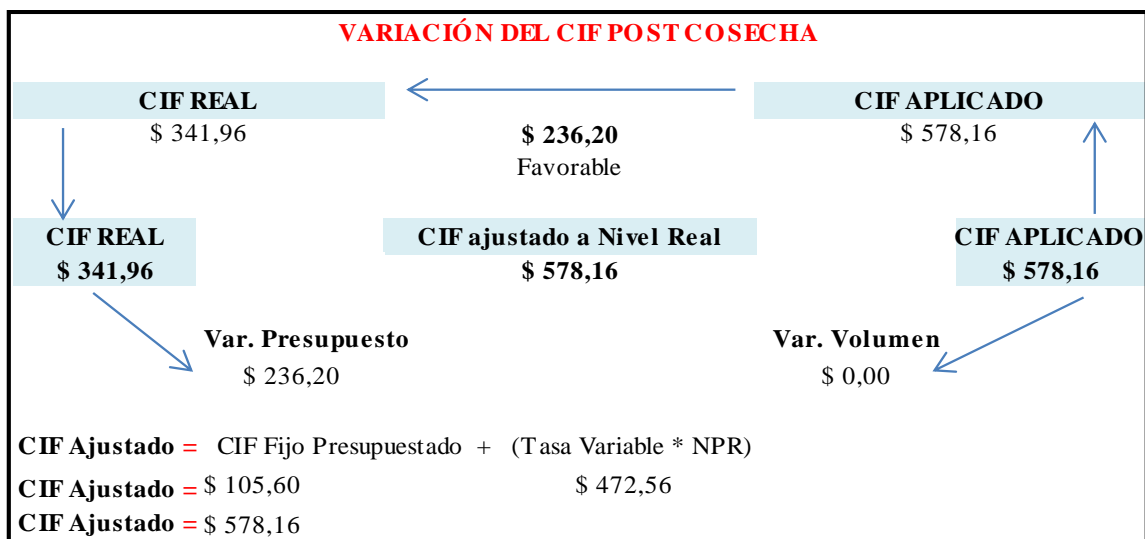 VARIACIÓN DEL CIF POST COSECHA
CIF REAL CIF APLICADO
$ 341,96 $ 236,20 $ 578,16
Favorable
CIF REAL CIF ajustado a Nivel Real CIF APLICADO
$ 341,96 $ 578,16 $ 578,16
Var. Presupuesto Var. Volumen
$ 236,20 $ 0,00
CIF Ajustado = CIF Fijo Presupuestado + (Tasa Variable * NPR)
CIF Ajustado = $ 105,60 $ 472,56
CIF Ajustado = $ 578,16